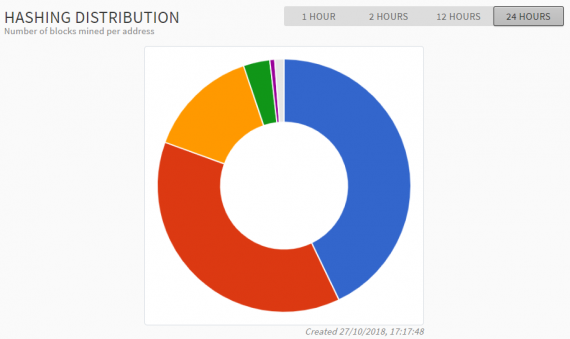 HASHING DISTRIBUTION
Number of blocks mined per address
1 HOUR 2 HOURS 12 HOURS 24 HOURS
Created 27/10/2018, 17:17:48